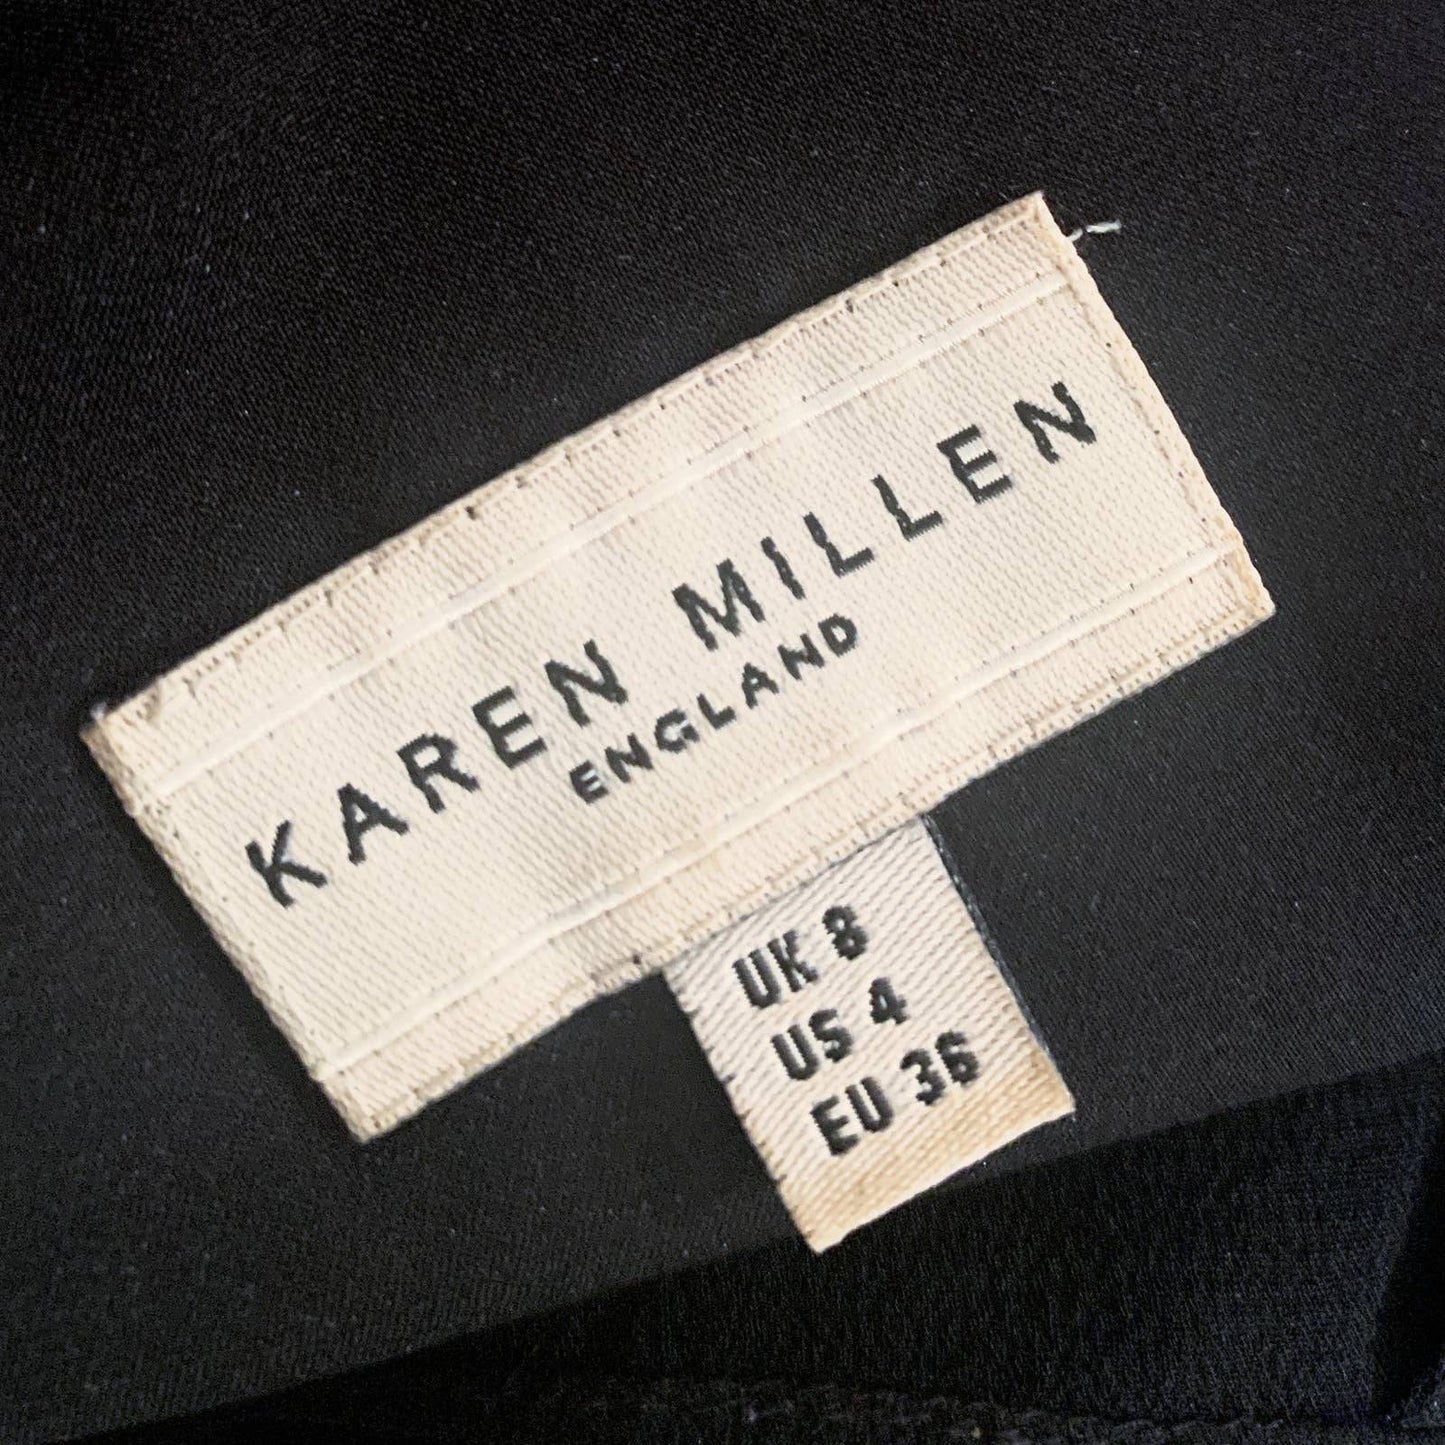 KAREN MILLEN
ENGLAND
UK 8
US 4
EU 36